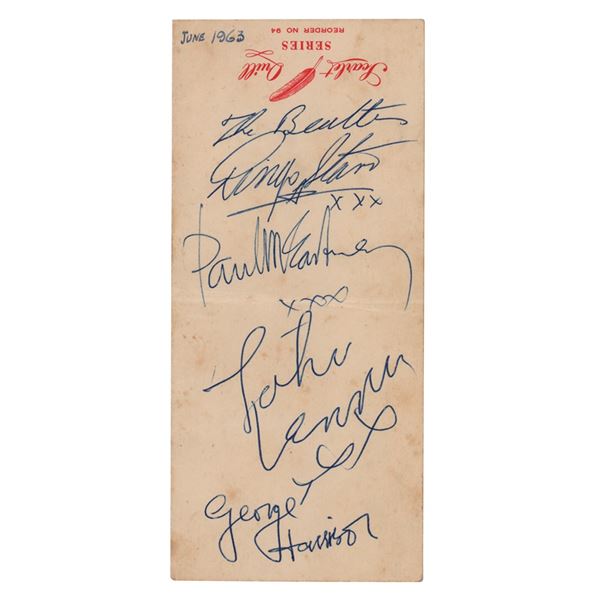 JUNE 1963
REORDER NO 94
SERIES
Scarlet Quill
The Beatles
Ringo Starr
xxx
Paul McCartney
xxxx
John
Lennon
x
George
Harrison